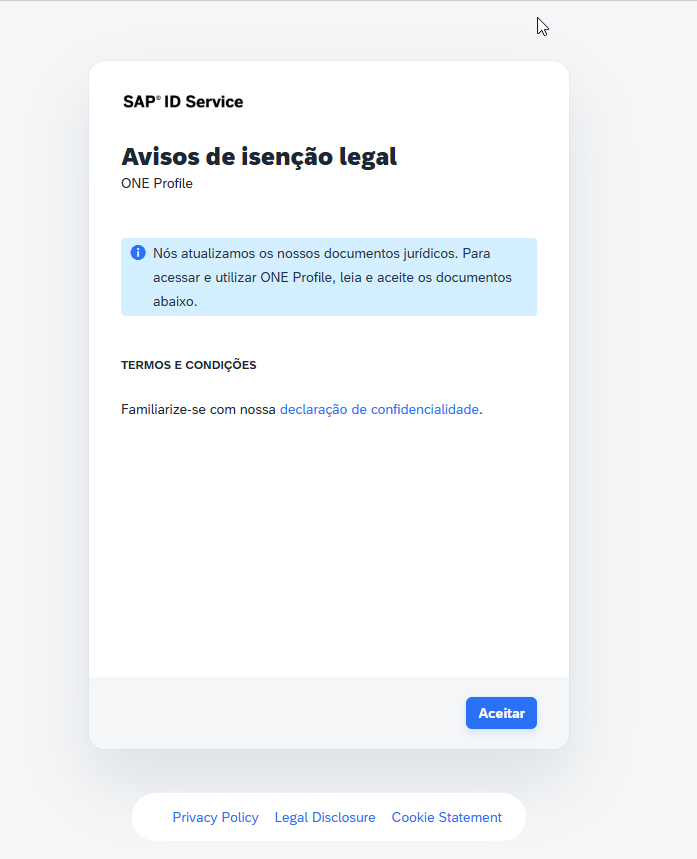 SAP® ID Service
Avisos de isenção legal
ONE Profile
Nós atualizamos os nossos documentos jurídicos. Para
acessar e utilizar ONE Profile, leia e aceite os documentos
abaixo.
TERMOS E CONDIÇÕES
Familiarize-se com nossa declaração de confidencialidade.
Aceitar
Privacy Policy Legal Disclosure Cookie Statement